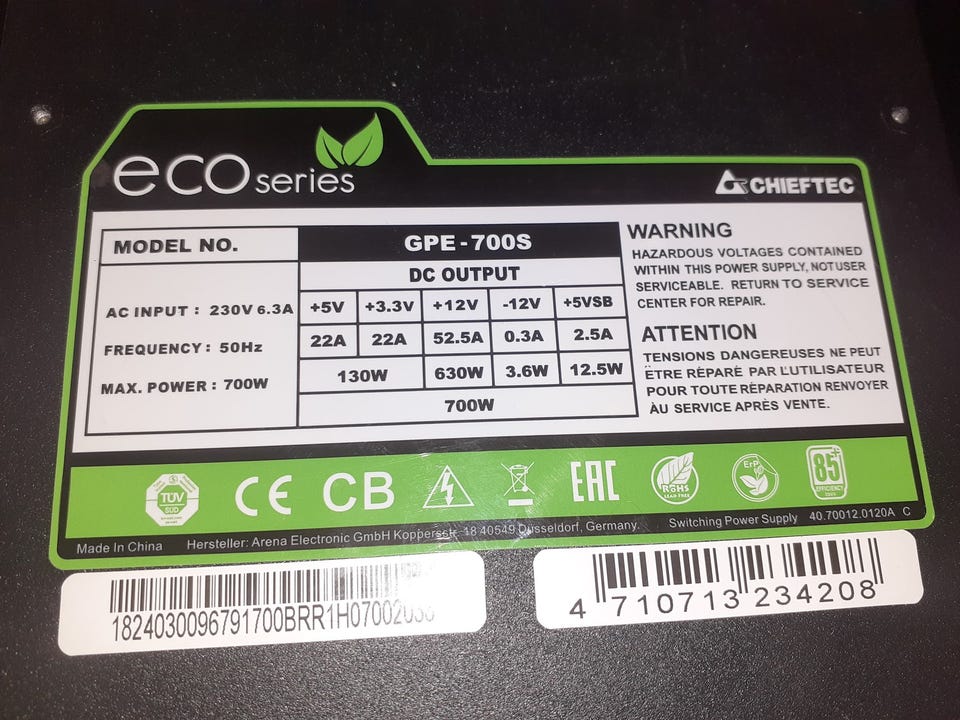 eco series
CHIEFTEC
MODEL NO. GPE-700S
DC OUTPUT
AC INPUT : 230V 6.3A
FREQUENCY : 50Hz
MAX. POWER : 700W
+5V +3.3V +12V -12V +5VSB
22A 22A 52.5A 0.3A 2.5A
130W 630W 3.6W 12.5W
700W
WARNING
HAZARDOUS VOLTAGES CONTAINED
WITHIN THIS POWER SUPPLY, NOT USER
SERVICEABLE. RETURN TO SERVICE
CENTER FOR REPAIR.
ATTENTION
TENSIONS DANGEREUSES NE PEUT
ÊTRE RÉPARÉ PAR L'UTILISATEUR
POUR TOUTE RÉPARATION RENVOYER
ÀU SERVICE APRÈS VENTE.
TÜV
SÜD
CE CB EAC
RoHS
LEAD-FREE
ErP
85+
EFFICIENCY
Made In China Hersteller: Arena Electronic GmbH Kopperstr. 18 40549 Düsseldorf, Germany. Switching Power Supply 40.70012.0120A C
4 710713 234208